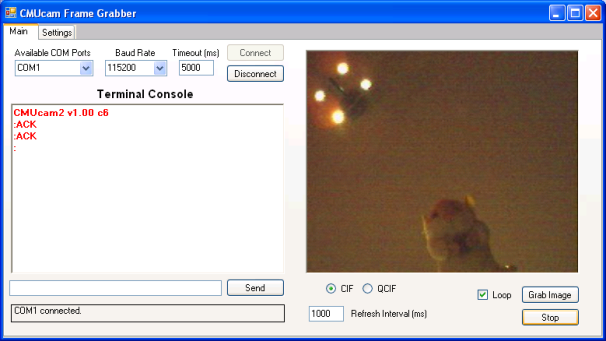 CMUcam Frame Grabber
Main Settings
Available COM Ports Baud Rate Timeout (ms) Connect
COM1 115200 5000 Disconnect
Terminal Console
CMUcam2 v1.00 c6
:ACK
:ACK
:
Send
COM1 connected.
CIF QCIF
1000 Refresh Interval (ms)
Loop Grab Image
Stop